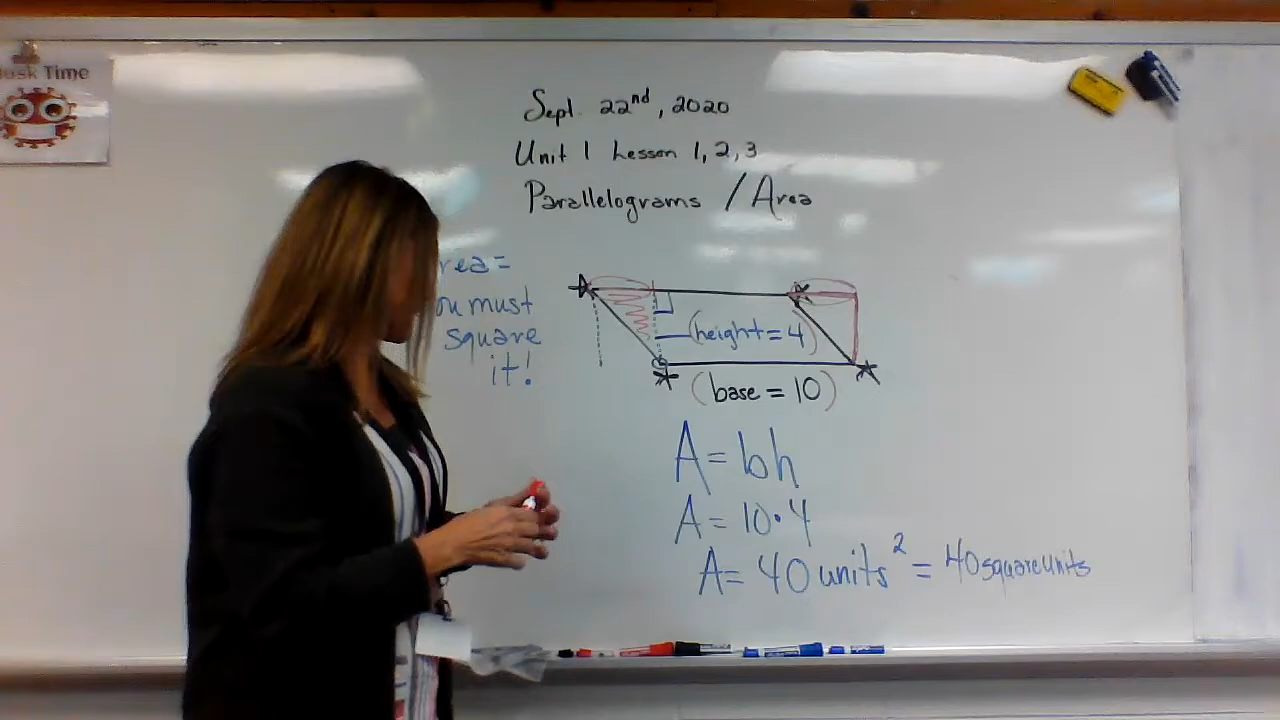 Time
Sept. 22nd, 2020
Unit 1 Lesson 1, 2, 3
Parallelograms / Area
rea=
ou must
square
it!
(height = 4)
(base = 10)
A = bh
A = 10·4
A = 40 units² = 40 square units